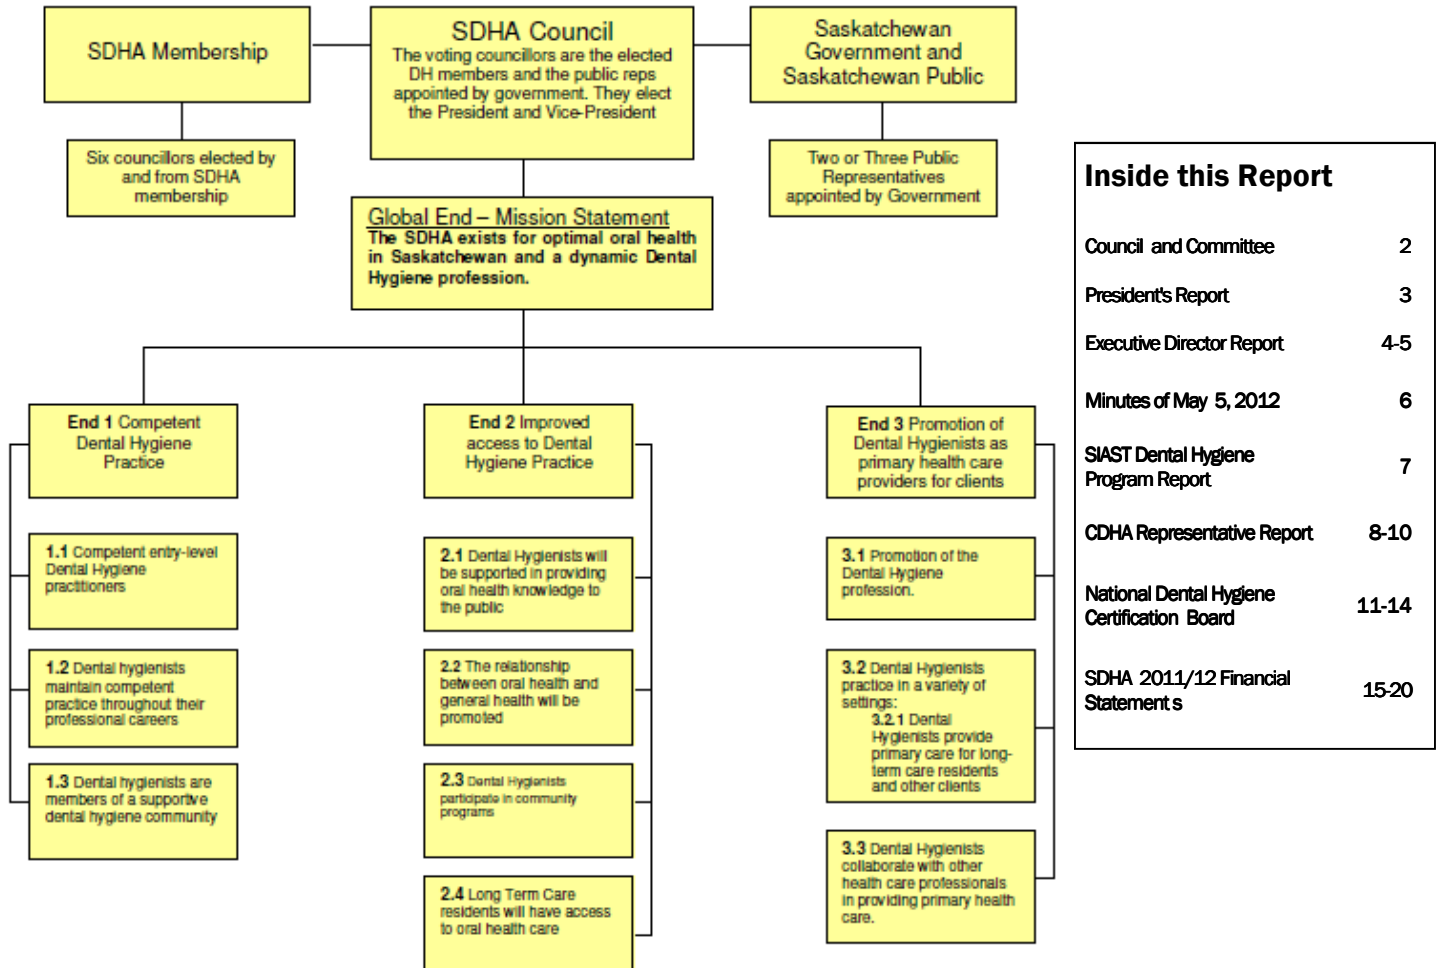 SDHA Membership
SDHA Council
The voting councillors are the elected
DH members and the public reps
appointed by government. They elect
the President and Vice-President
Saskatchewan
Government and
Saskatchewan Public
Six councillors elected by
and from SDHA
membership
Two or Three Public
Representatives
appointed by Government
Global End – Mission Statement
The SDHA exists for optimal oral health
in Saskatchewan and a dynamic Dental
Hygiene profession.
End 1 Competent
Dental Hygiene
Practice
1.1 Competent entry-level
Dental Hygiene
practitioners
1.2 Dental hygienists
maintain competent
practice throughout their
professional careers
1.3 Dental hygienists are
members of a supportive
dental hygiene community
End 2 Improved
access to Dental
Hygiene Practice
2.1 Dental Hygienists will
be supported in providing
oral health knowledge to
the public
2.2 The relationship
between oral health and
general health will be
promoted
2.3 Dental Hygienists
participate in community
programs
2.4 Long Term Care
residents will have access
to oral health care
End 3 Promotion of
Dental Hygienists as
primary health care
providers for clients
3.1 Promotion of the
Dental Hygiene
profession.
3.2 Dental Hygienists
practice in a variety of
settings:
3.2.1 Dental
Hygienists provide
primary care for long-
term care residents
and other clients
3.3 Dental Hygienists
collaborate with other
health care professionals
in providing primary health
care.
Inside this Report
Council and Committee 2
President's Report 3
Executive Director Report 4-5
Minutes of May 5, 2012 6
SIAST Dental Hygiene
Program Report 7
CDHA Representative Report 8-10
National Dental Hygiene
Certification Board 11-14
SDHA 2011/12 Financial
Statements 15-20